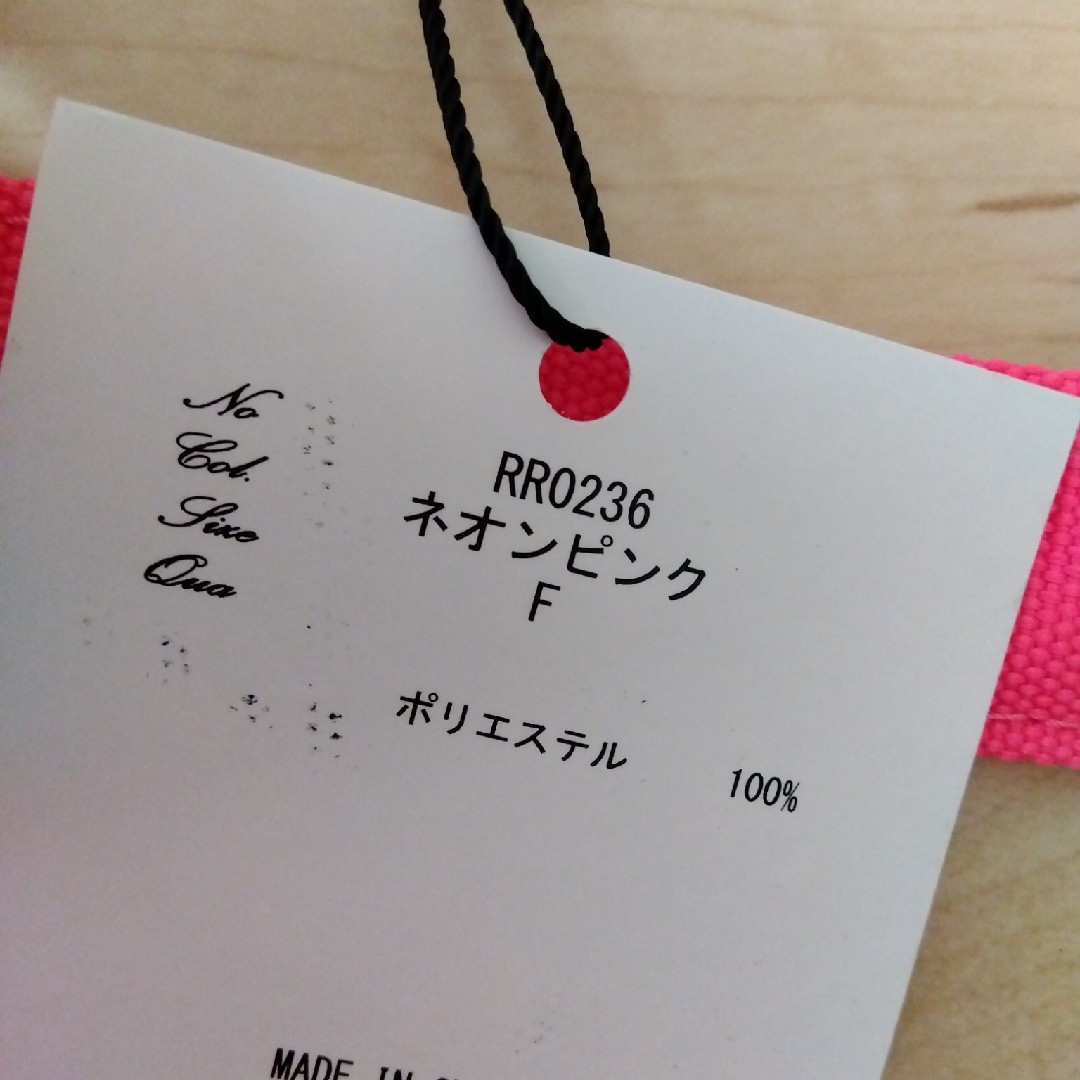 No RR0236
Col. ネオンピンク
Size F
Qua
ポリエステル 100%
MADE IN